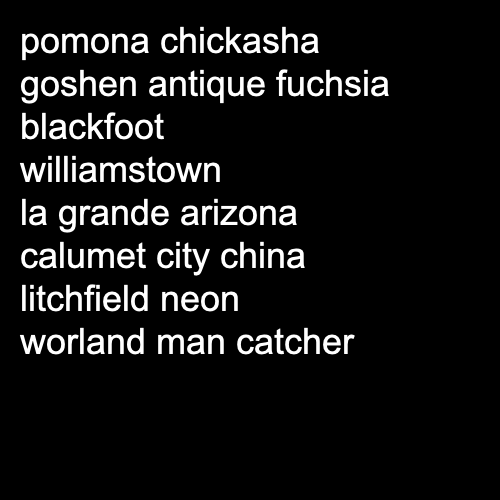 pomona chickasha
goshen antique fuchsia
blackfoot
williamstown
la grande arizona
calumet city china
litchfield neon
worland man catcher